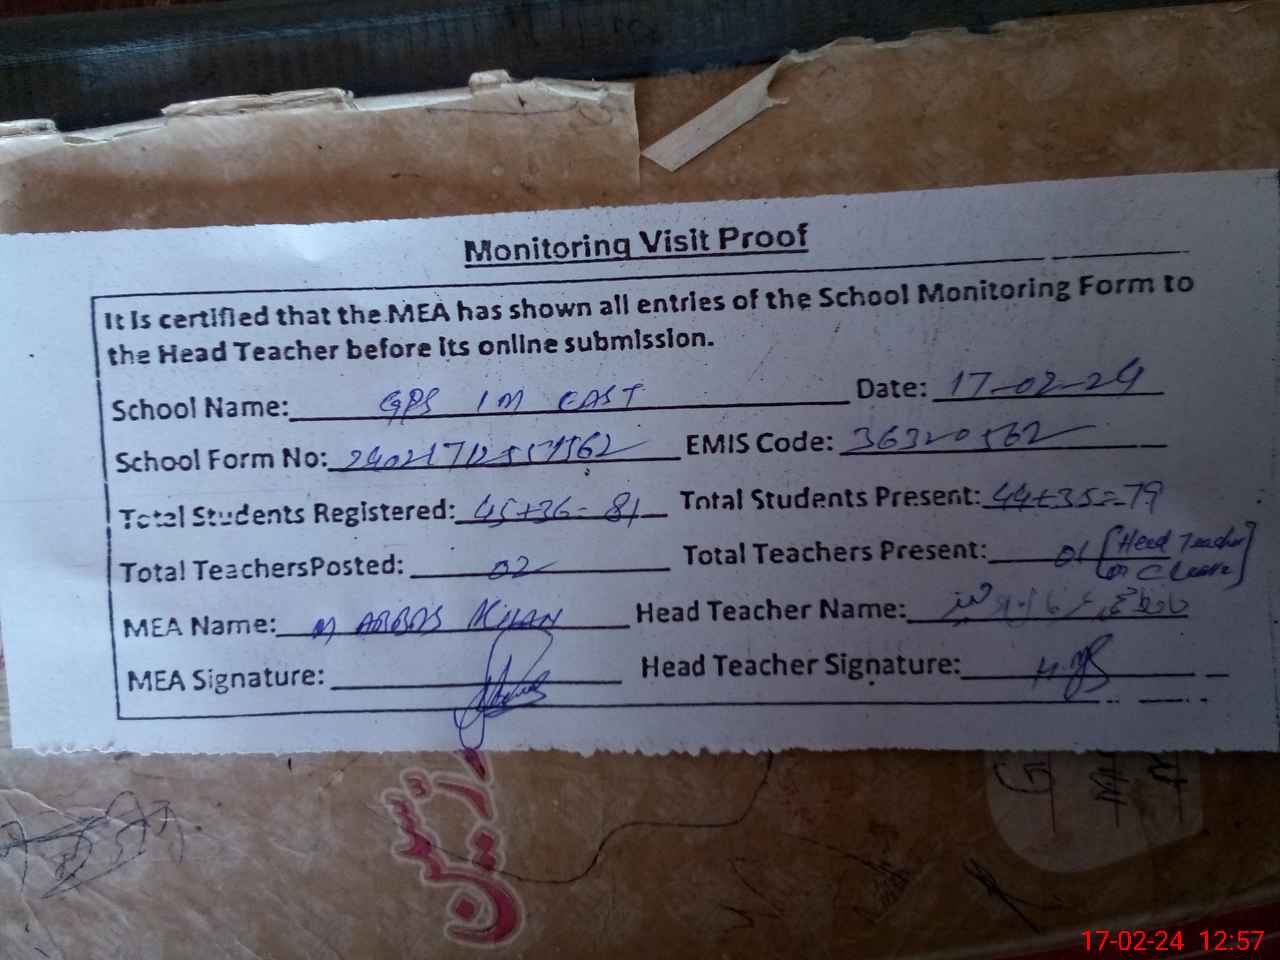 Monitoring Visit Proof
It is certified that the MEA has shown all entries of the School Monitoring Form to
the Head Teacher before its online submission.
School Name: GPS 1M EAST Date: 17-02-24
School Form No: EMIS Code: 36320562
Total Students Registered: 45+36=81 Total Students Present: 44+35=79
Total TeachersPosted: 02 Total Teachers Present: 01 [Head Teacher
on C Leave]
MEA Name: M ABBAS KHAN Head Teacher Name:
MEA Signature: Head Teacher Signature:
17-02-24 12:57